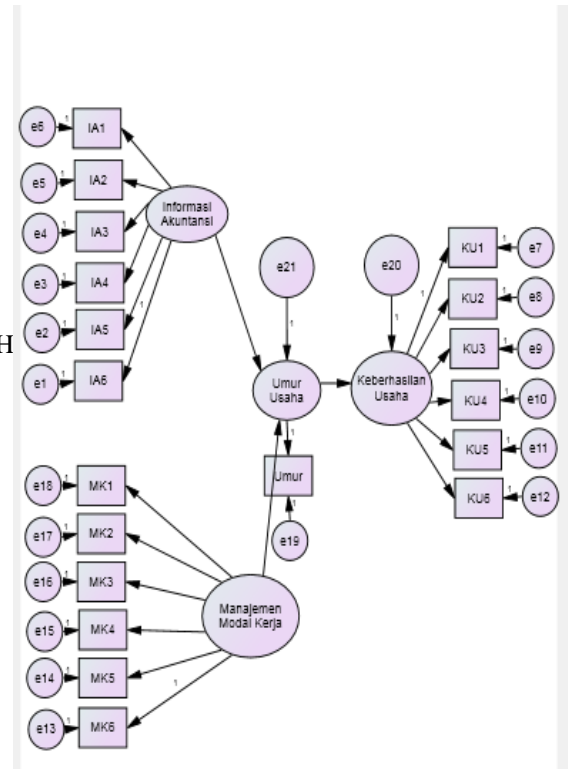 e6 1 IA1
e5 1 IA2
e4 1 IA3
e3 1 IA4
e2 1 IA5
e1 1 IA6
1
Informasi
Akuntansi
H
e21
1
e20
1
Umur
Usaha
1
Umur
1
e19
Keberhasilan
Usaha
1
KU1 1 e7
KU2 1 e8
KU3 1 e9
KU4 1 e10
KU5 1 e11
KU6 1 e12
e18 1 MK1
e17 1 MK2
e16 1 MK3
e15 1 MK4
e14 1 MK5
e13 1 MK6
1
Manajemen
Modal Kerja